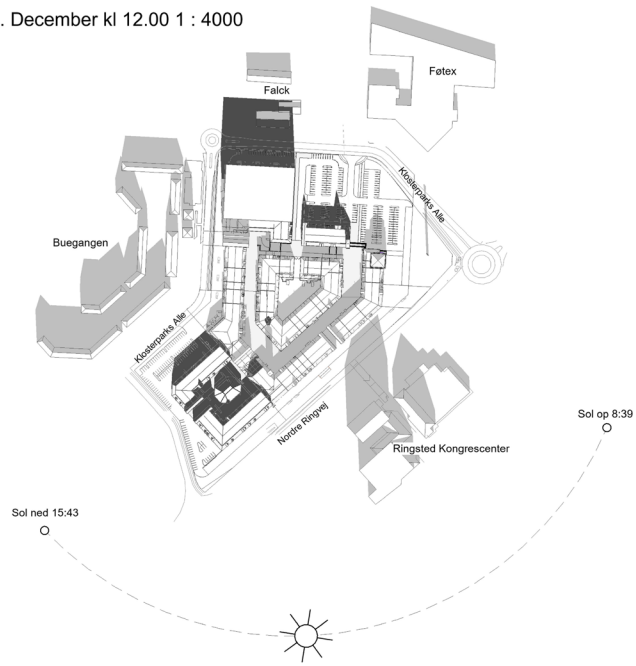 . December kl 12.00 1 : 4000
Føtex
Falck
Klosterparks Alle
Buegangen
Klosterparks Alle
Sol op 8:39
Nordre Ringvej
Ringsted Kongrescenter
Sol ned 15:43